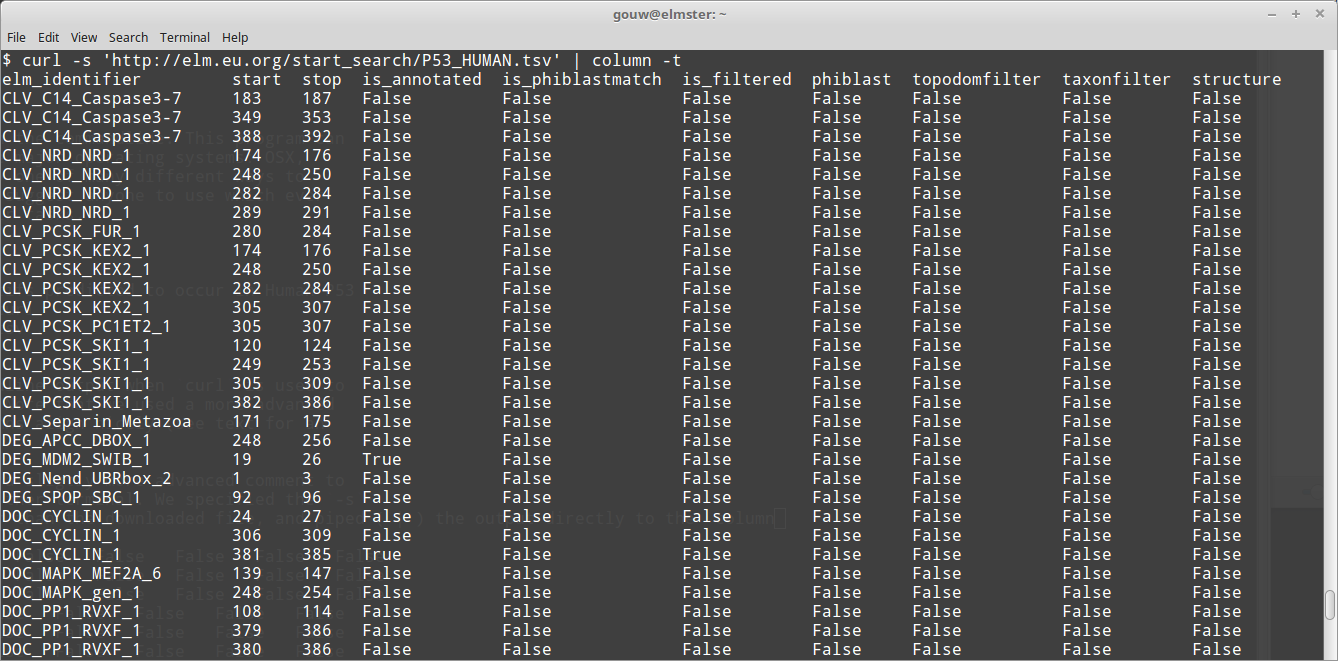 gouw@elmster: ~
File Edit View Search Terminal Help
$ curl -s 'http://elm.eu.org/start_search/P53_HUMAN.tsv' | column -t
elm_identifier start stop is_annotated is_phiblastmatch is_filtered phiblast topodomfilter taxonfilter structure
CLV_C14_Caspase3-7 183 187 False False False False False False False
CLV_C14_Caspase3-7 349 353 False False False False False False False
CLV_C14_Caspase3-7 388 392 False False False False False False False
CLV_NRD_NRD_1 174 176 False False False False False False False
CLV_NRD_NRD_1 248 250 False False False False False False False
CLV_NRD_NRD_1 282 284 False False False False False False False
CLV_NRD_NRD_1 289 291 False False False False False False False
CLV_PCSK_FUR_1 280 284 False False False False False False False
CLV_PCSK_KEX2_1 174 176 False False False False False False False
CLV_PCSK_KEX2_1 248 250 False False False False False False False
CLV_PCSK_KEX2_1 282 284 False False False False False False False
CLV_PCSK_KEX2_1 305 307 False False False False False False False
CLV_PCSK_PC1ET2_1 305 307 False False False False False False False
CLV_PCSK_SKI1_1 120 124 False False False False False False False
CLV_PCSK_SKI1_1 249 253 False False False False False False False
CLV_PCSK_SKI1_1 305 309 False False False False False False False
CLV_PCSK_SKI1_1 382 386 False False False False False False False
CLV_Separin_Metazoa 171 175 False False False False False False False
DEG_APCC_DBOX_1 248 256 False False False False False False False
DEG_MDM2_SWIB_1 19 26 True False False False False False False
DEG_Nend_UBRbox_2 1 3 False False False False False False False
DEG_SPOP_SBC_1 92 96 False False False False False False False
DOC_CYCLIN_1 24 27 False False False False False False False
DOC_CYCLIN_1 306 309 False False False False False False False
DOC_CYCLIN_1 381 385 True False False False False False False
DOC_MAPK_MEF2A_6 139 147 False False False False False False False
DOC_MAPK_gen_1 248 254 False False False False False False False
DOC_PP1_RVXF_1 108 114 False False False False False False False
DOC_PP1_RVXF_1 379 386 False False False False False False False
DOC_PP1_RVXF_1 380 386 False False False False False False False